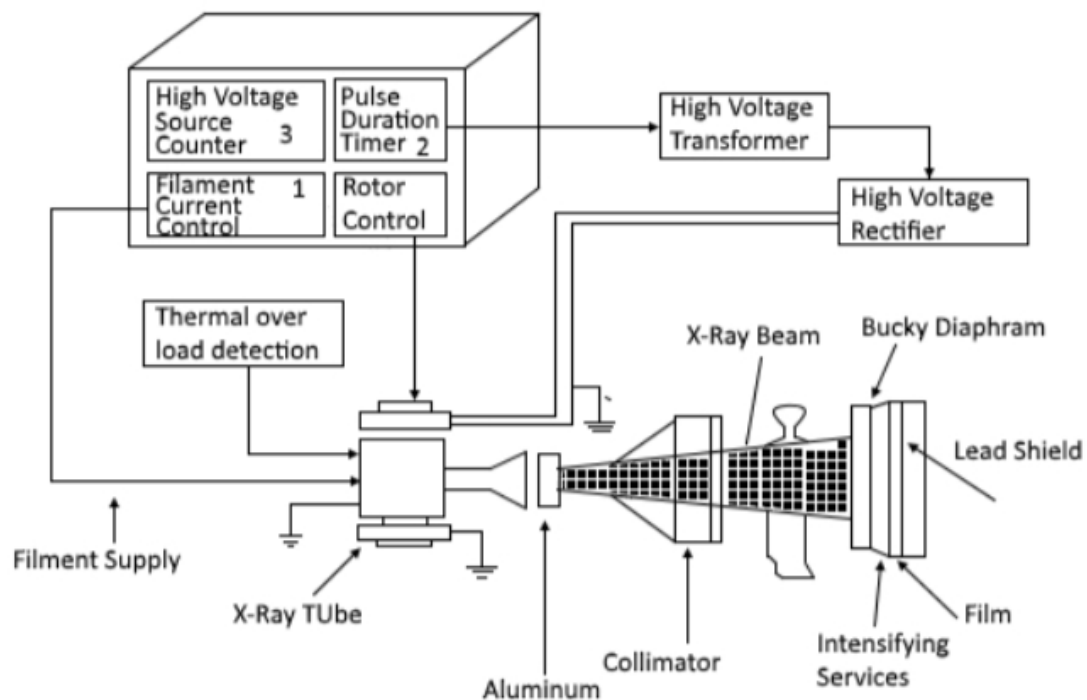 High Voltage
Source
Counter
3
Pulse
Duration
Timer 2
High Voltage
Transformer
Filament 1
Current
Control
Rotor
Control
High Voltage
Rectifier
Thermal over
load detection
X-Ray Beam
Bucky Diaphram
Lead Shield
Filment Supply
X-Ray TUbe
Film
Collimator
Intensifying
Services
Aluminum